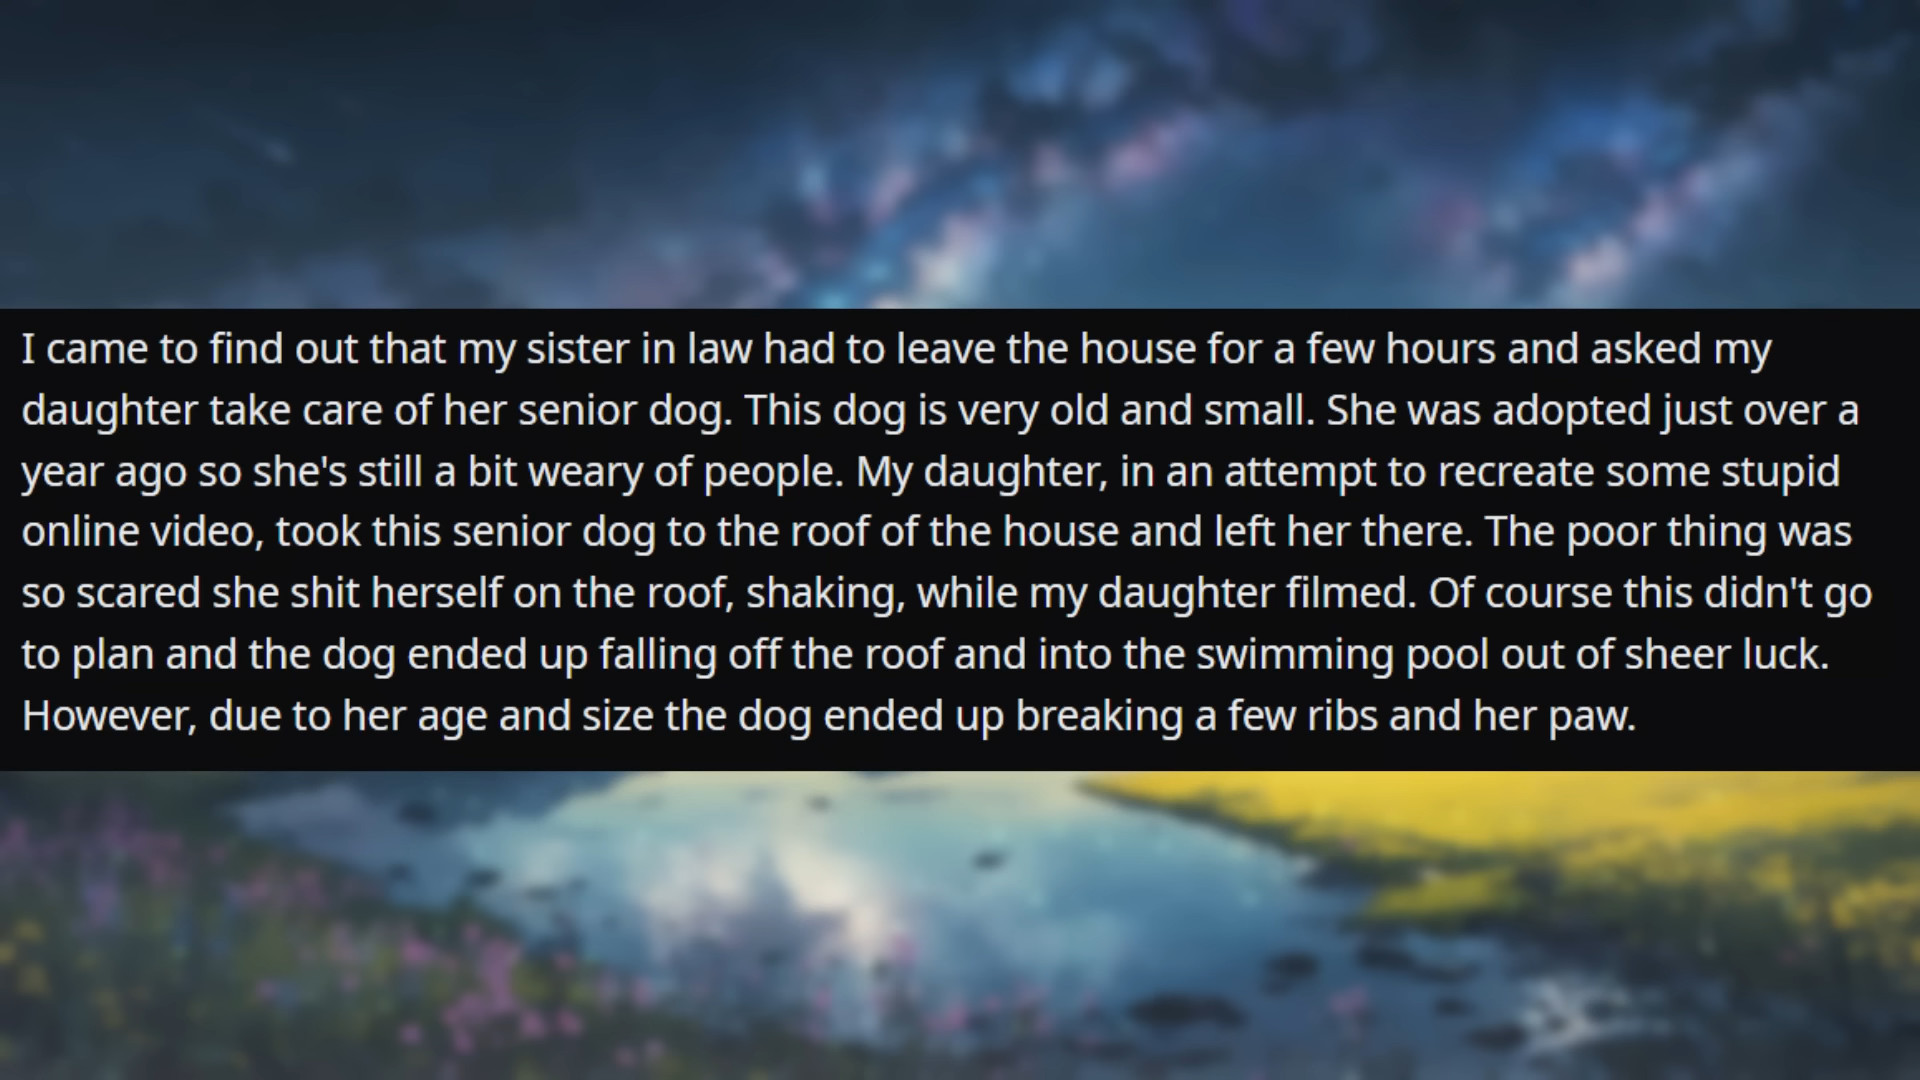 I came to find out that my sister in law had to leave the house for a few hours and asked my
daughter take care of her senior dog. This dog is very old and small. She was adopted just over a
year ago so she's still a bit weary of people. My daughter, in an attempt to recreate some stupid
online video, took this senior dog to the roof of the house and left her there. The poor thing was
so scared she shit herself on the roof, shaking, while my daughter filmed. Of course this didn't go
to plan and the dog ended up falling off the roof and into the swimming pool out of sheer luck.
However, due to her age and size the dog ended up breaking a few ribs and her paw.